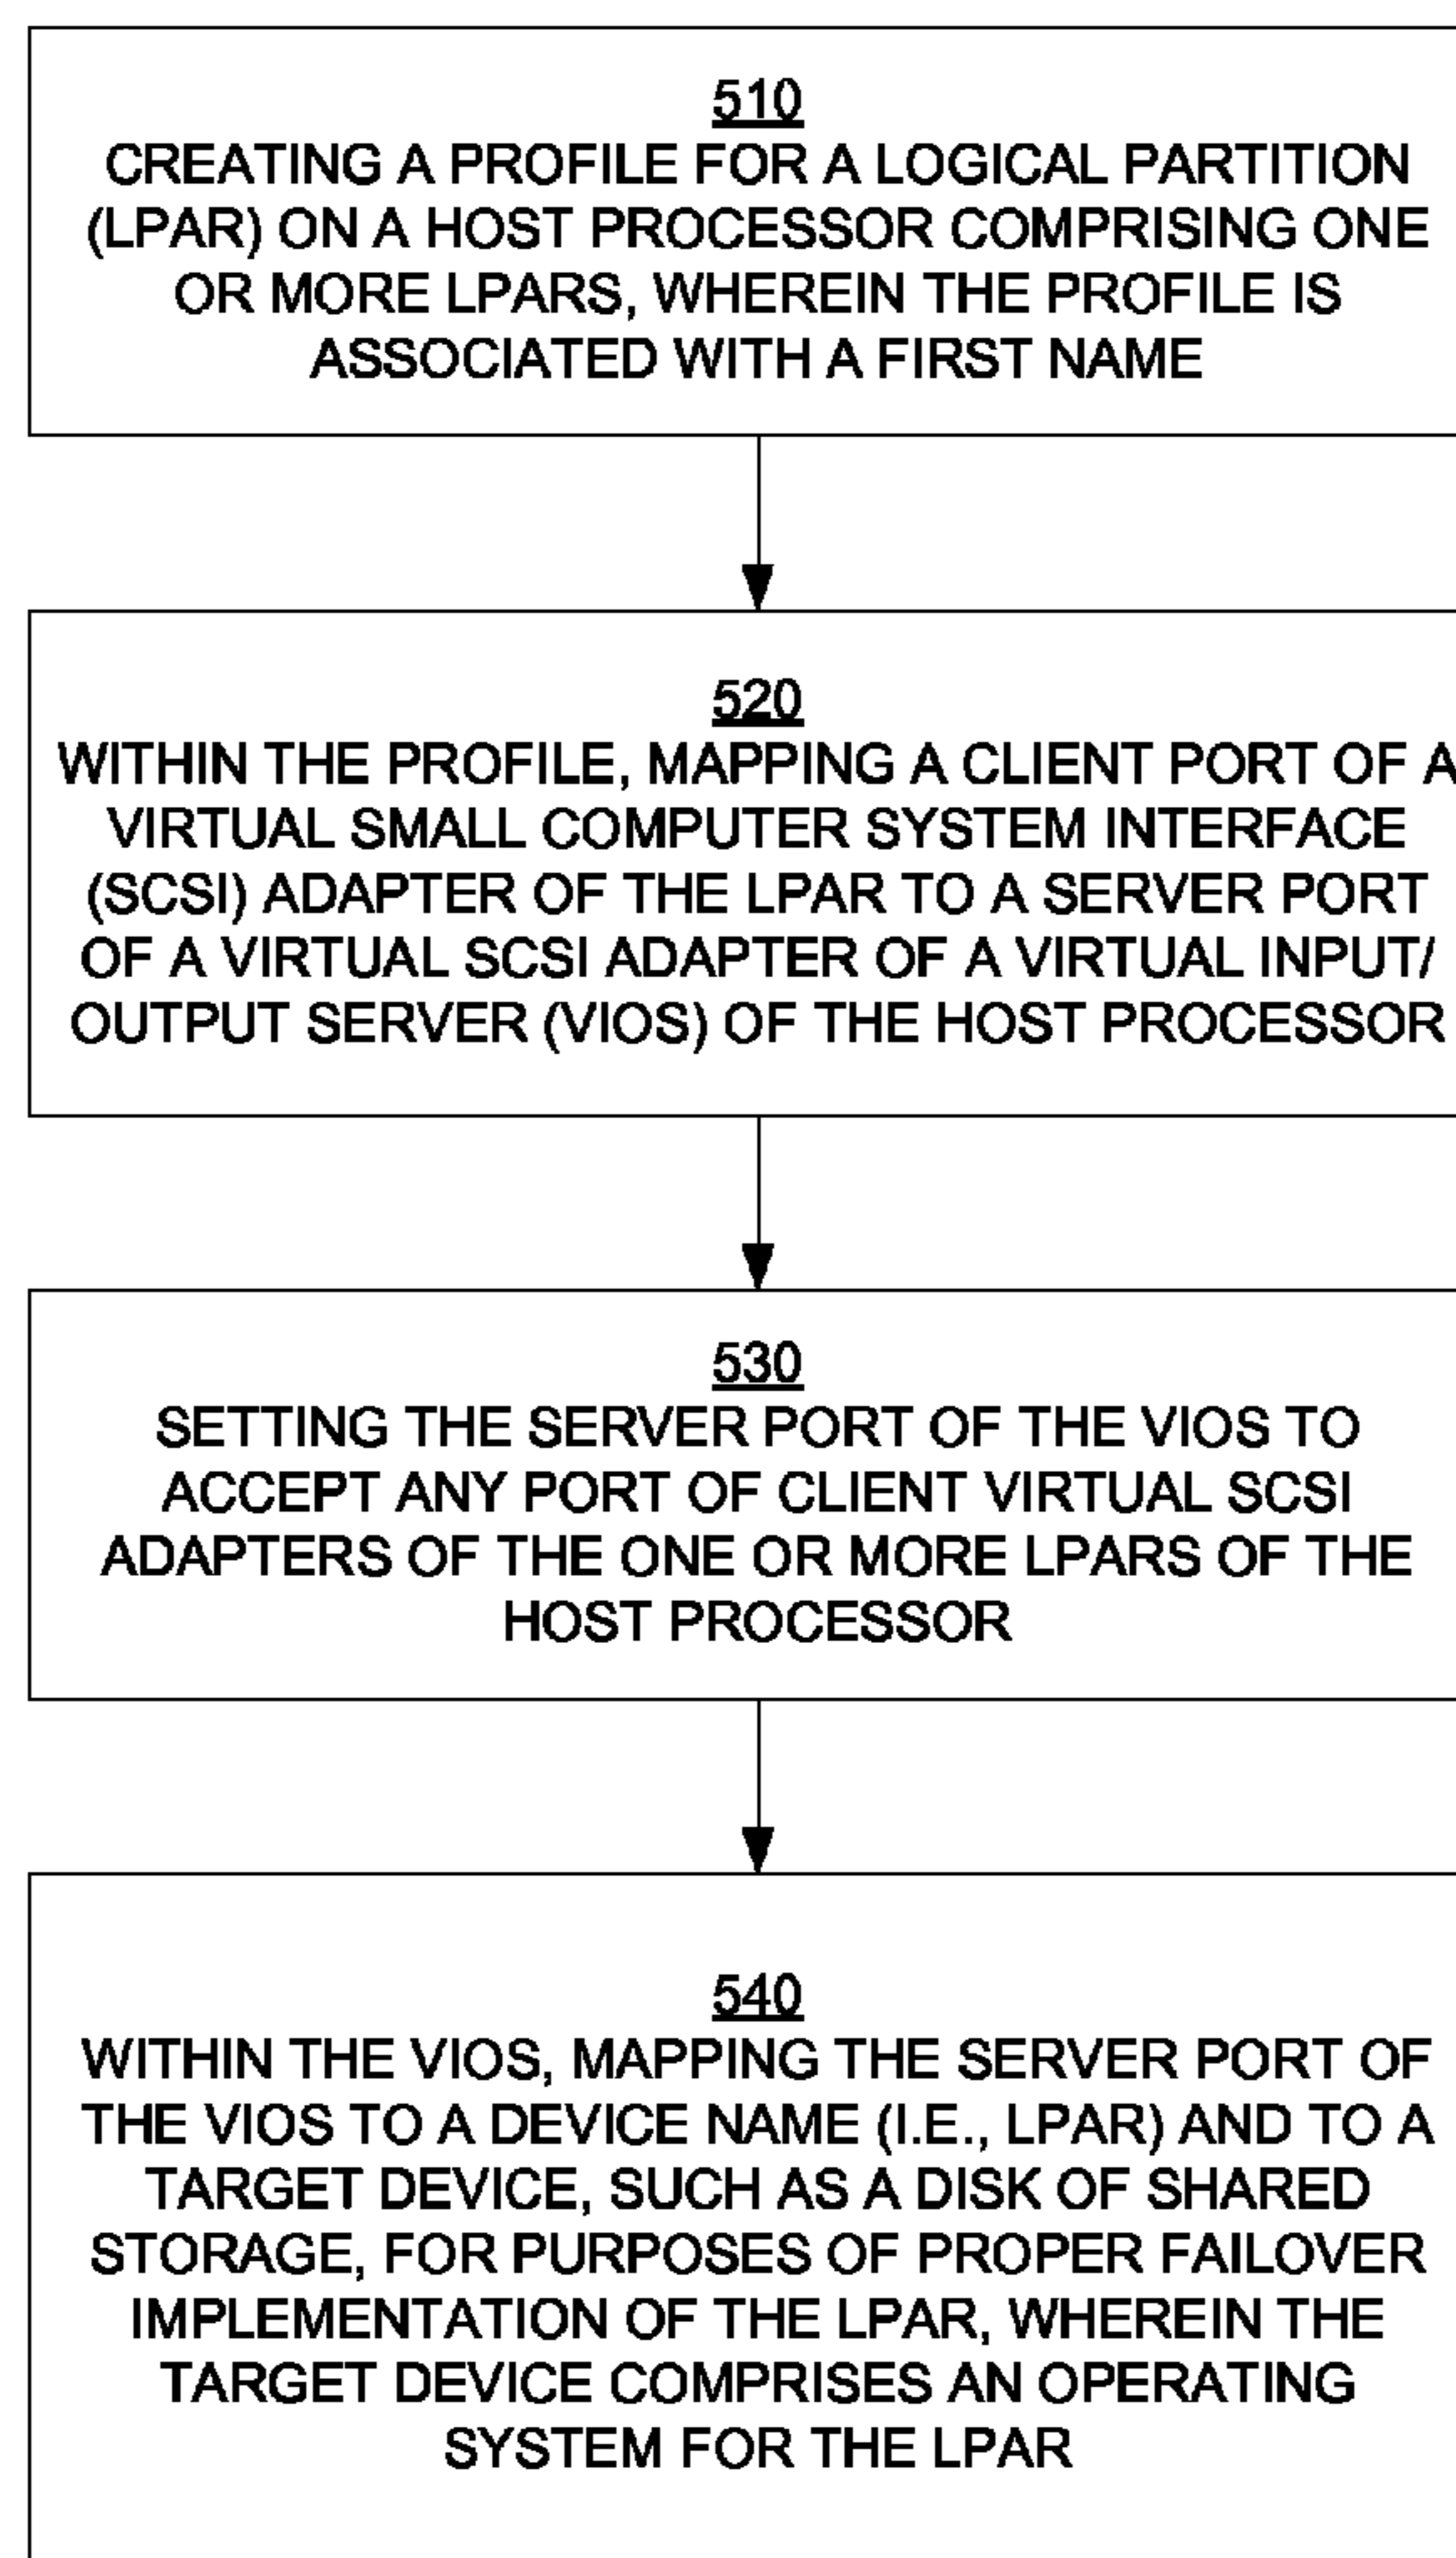 510
CREATING A PROFILE FOR A LOGICAL PARTITION
(LPAR) ON A HOST PROCESSOR COMPRISING ONE
OR MORE LPARS, WHEREIN THE PROFILE IS
ASSOCIATED WITH A FIRST NAME
520
WITHIN THE PROFILE, MAPPING A CLIENT PORT OF A
VIRTUAL SMALL COMPUTER SYSTEM INTERFACE
(SCSI) ADAPTER OF THE LPAR TO A SERVER PORT
OF A VIRTUAL SCSI ADAPTER OF A VIRTUAL INPUT/
OUTPUT SERVER (VIOS) OF THE HOST PROCESSOR
530
SETTING THE SERVER PORT OF THE VIOS TO
ACCEPT ANY PORT OF CLIENT VIRTUAL SCSI
ADAPTERS OF THE ONE OR MORE LPARS OF THE
HOST PROCESSOR
540
WITHIN THE VIOS, MAPPING THE SERVER PORT OF
THE VIOS TO A DEVICE NAME (I.E., LPAR) AND TO A
TARGET DEVICE, SUCH AS A DISK OF SHARED
STORAGE, FOR PURPOSES OF PROPER FAILOVER
IMPLEMENTATION OF THE LPAR, WHEREIN THE
TARGET DEVICE COMPRISES AN OPERATING
SYSTEM FOR THE LPAR